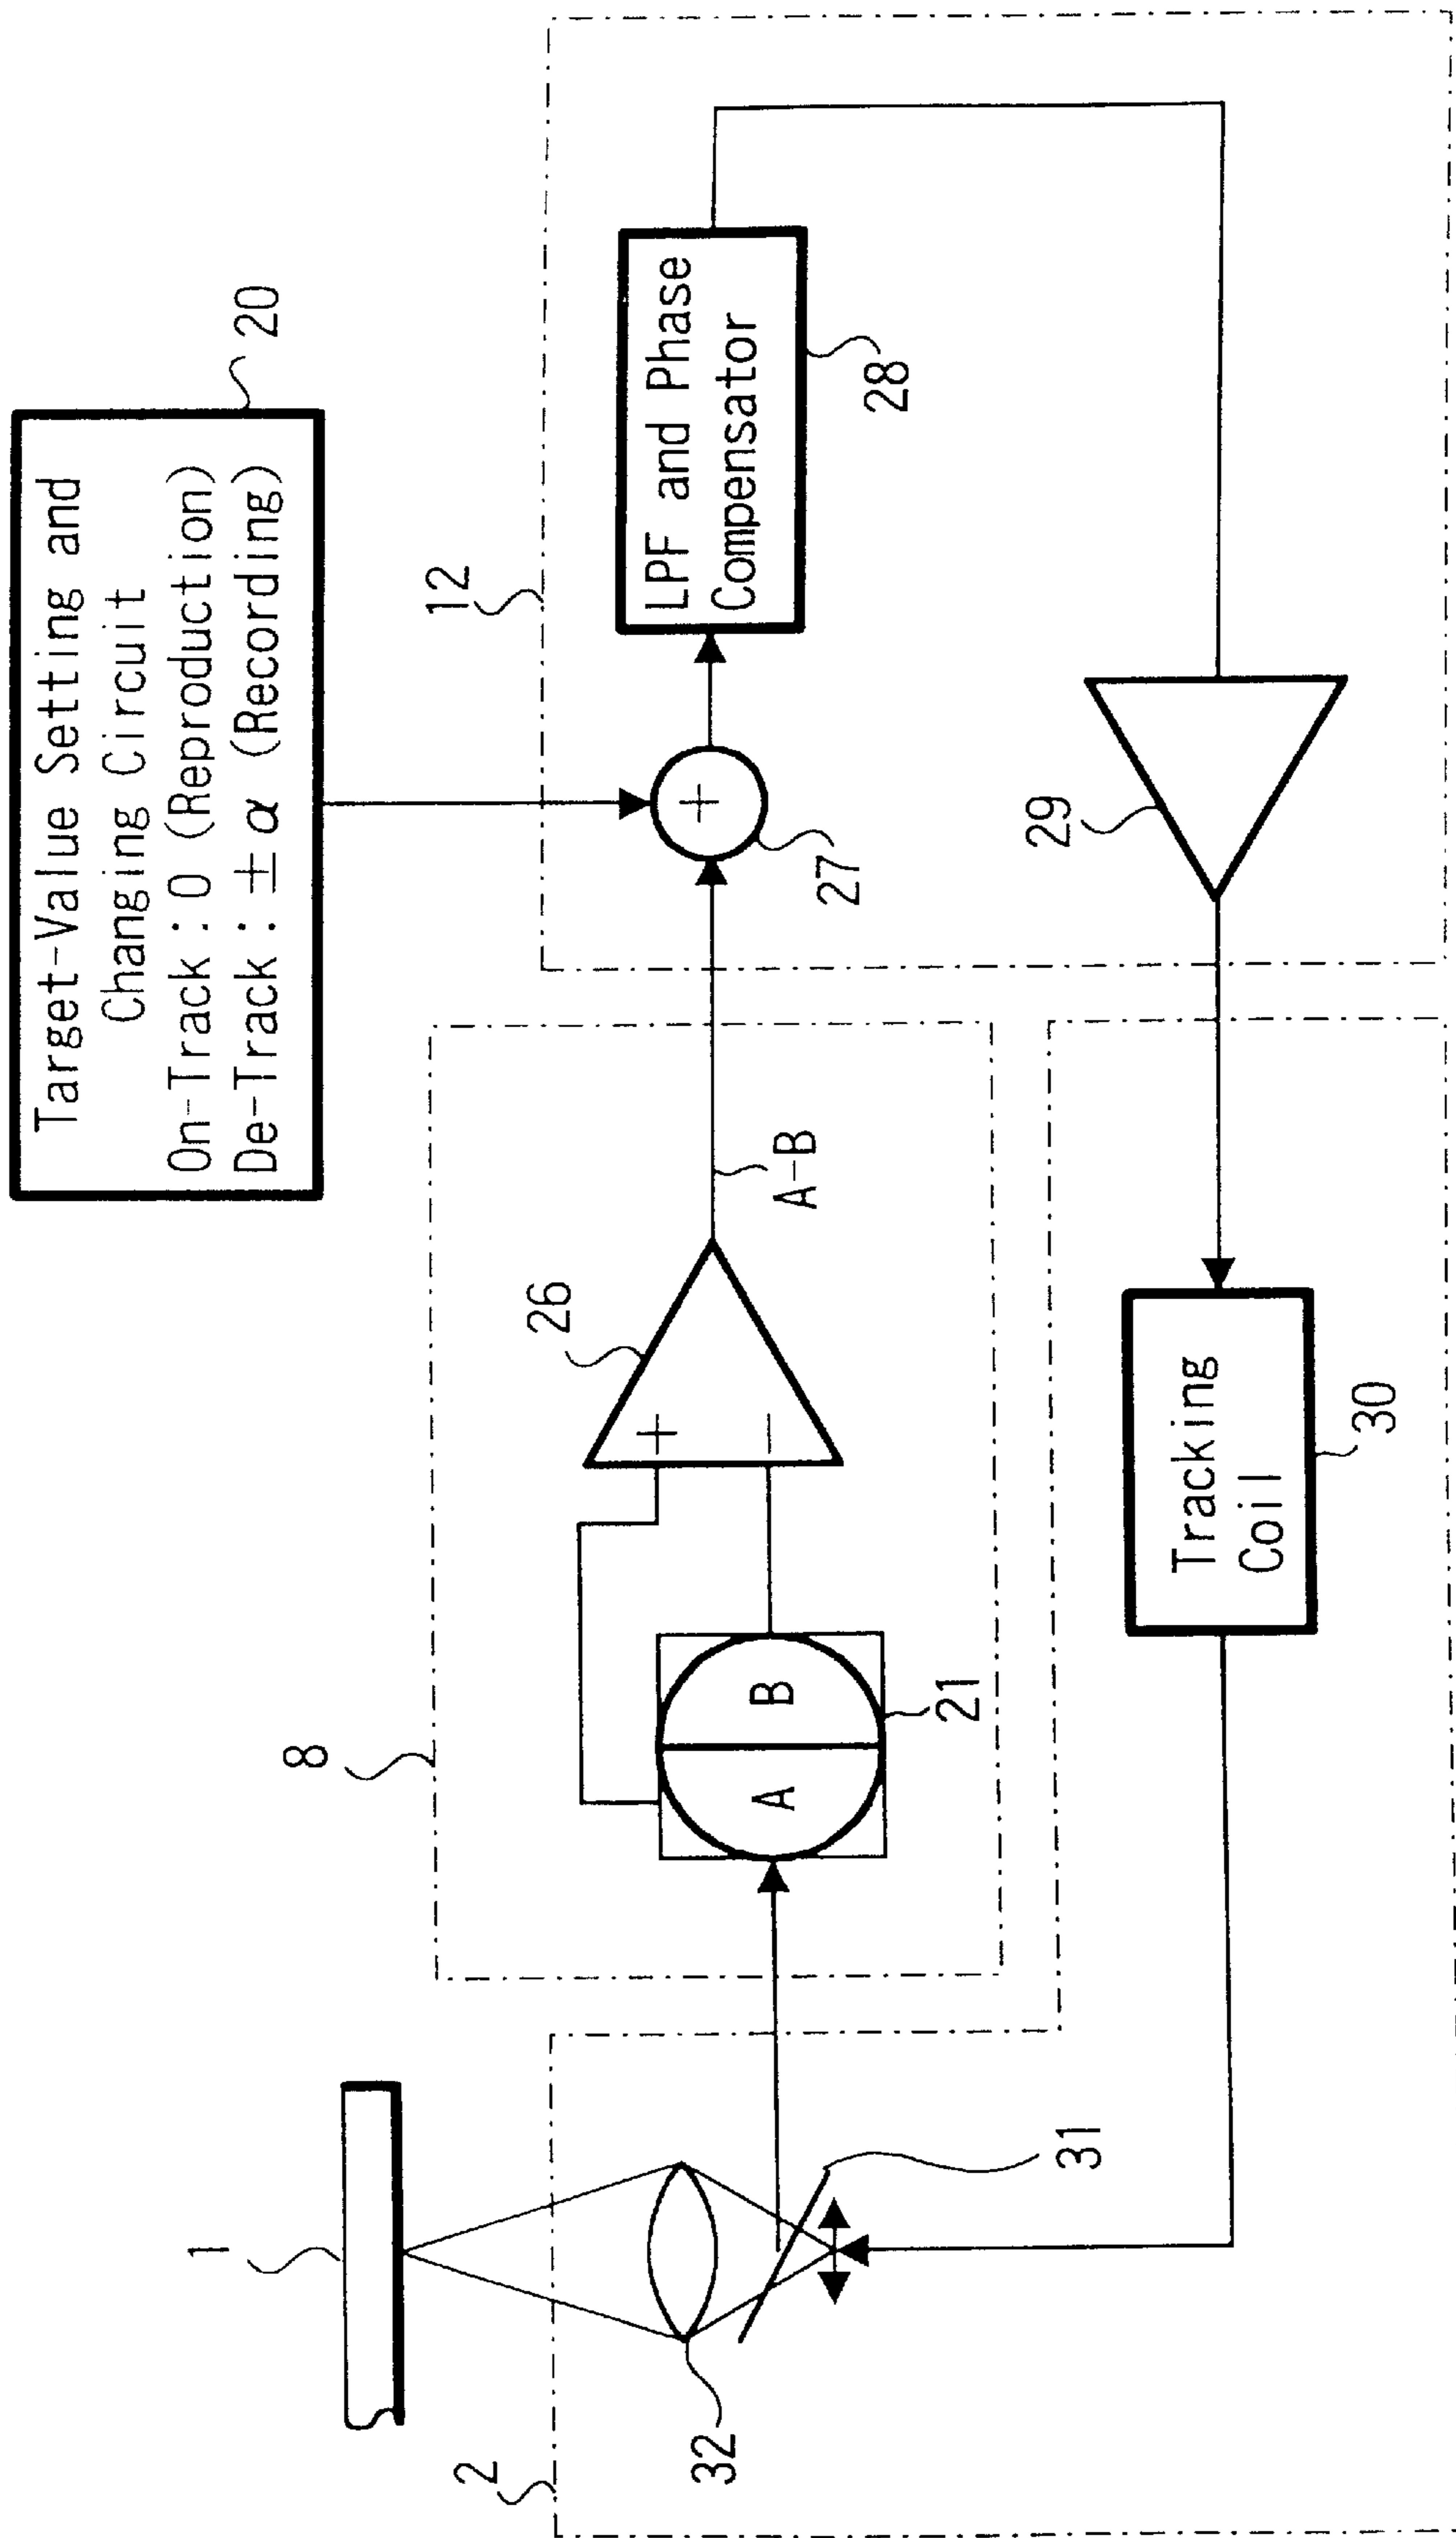 Target-Value Setting and
Changing Circuit
On-Track : 0 (Reproduction)
De-Track : ± α (Recording)
20
12
LPF and Phase
Compensator
28
+
27
29
8
26
+
−
A-B
A
B
21
Tracking
Coil
30
1
2
32
31